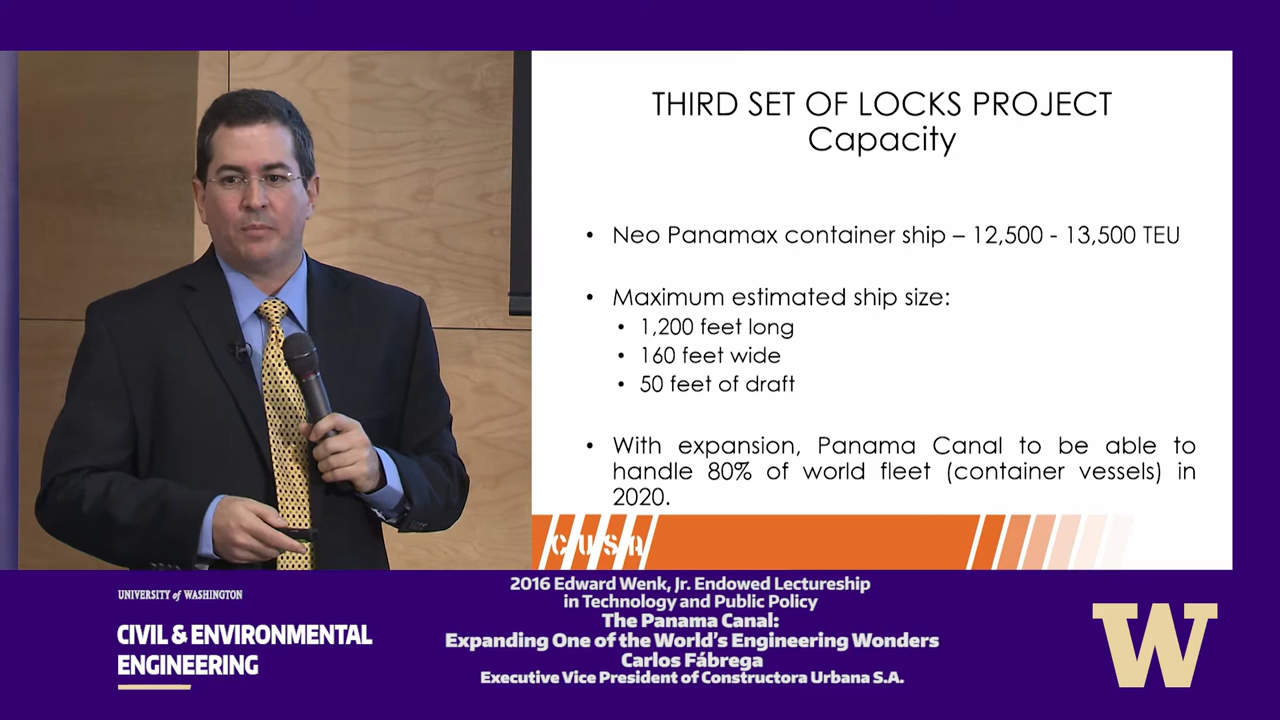 THIRD SET OF LOCKS PROJECT
Capacity
• Neo Panamax container ship – 12,500 - 13,500 TEU
• Maximum estimated ship size:
• 1,200 feet long
• 160 feet wide
• 50 feet of draft
• With expansion, Panama Canal to be able to
handle 80% of world fleet (container vessels) in
2020.
CUSA
UNIVERSITY of WASHINGTON
CIVIL & ENVIRONMENTAL
ENGINEERING
2016 Edward Wenk, Jr. Endowed Lectureship
in Technology and Public Policy
The Panama Canal:
Expanding One of the World's Engineering Wonders
Carlos Fábrega
Executive Vice President of Constructora Urbana S.A.
W